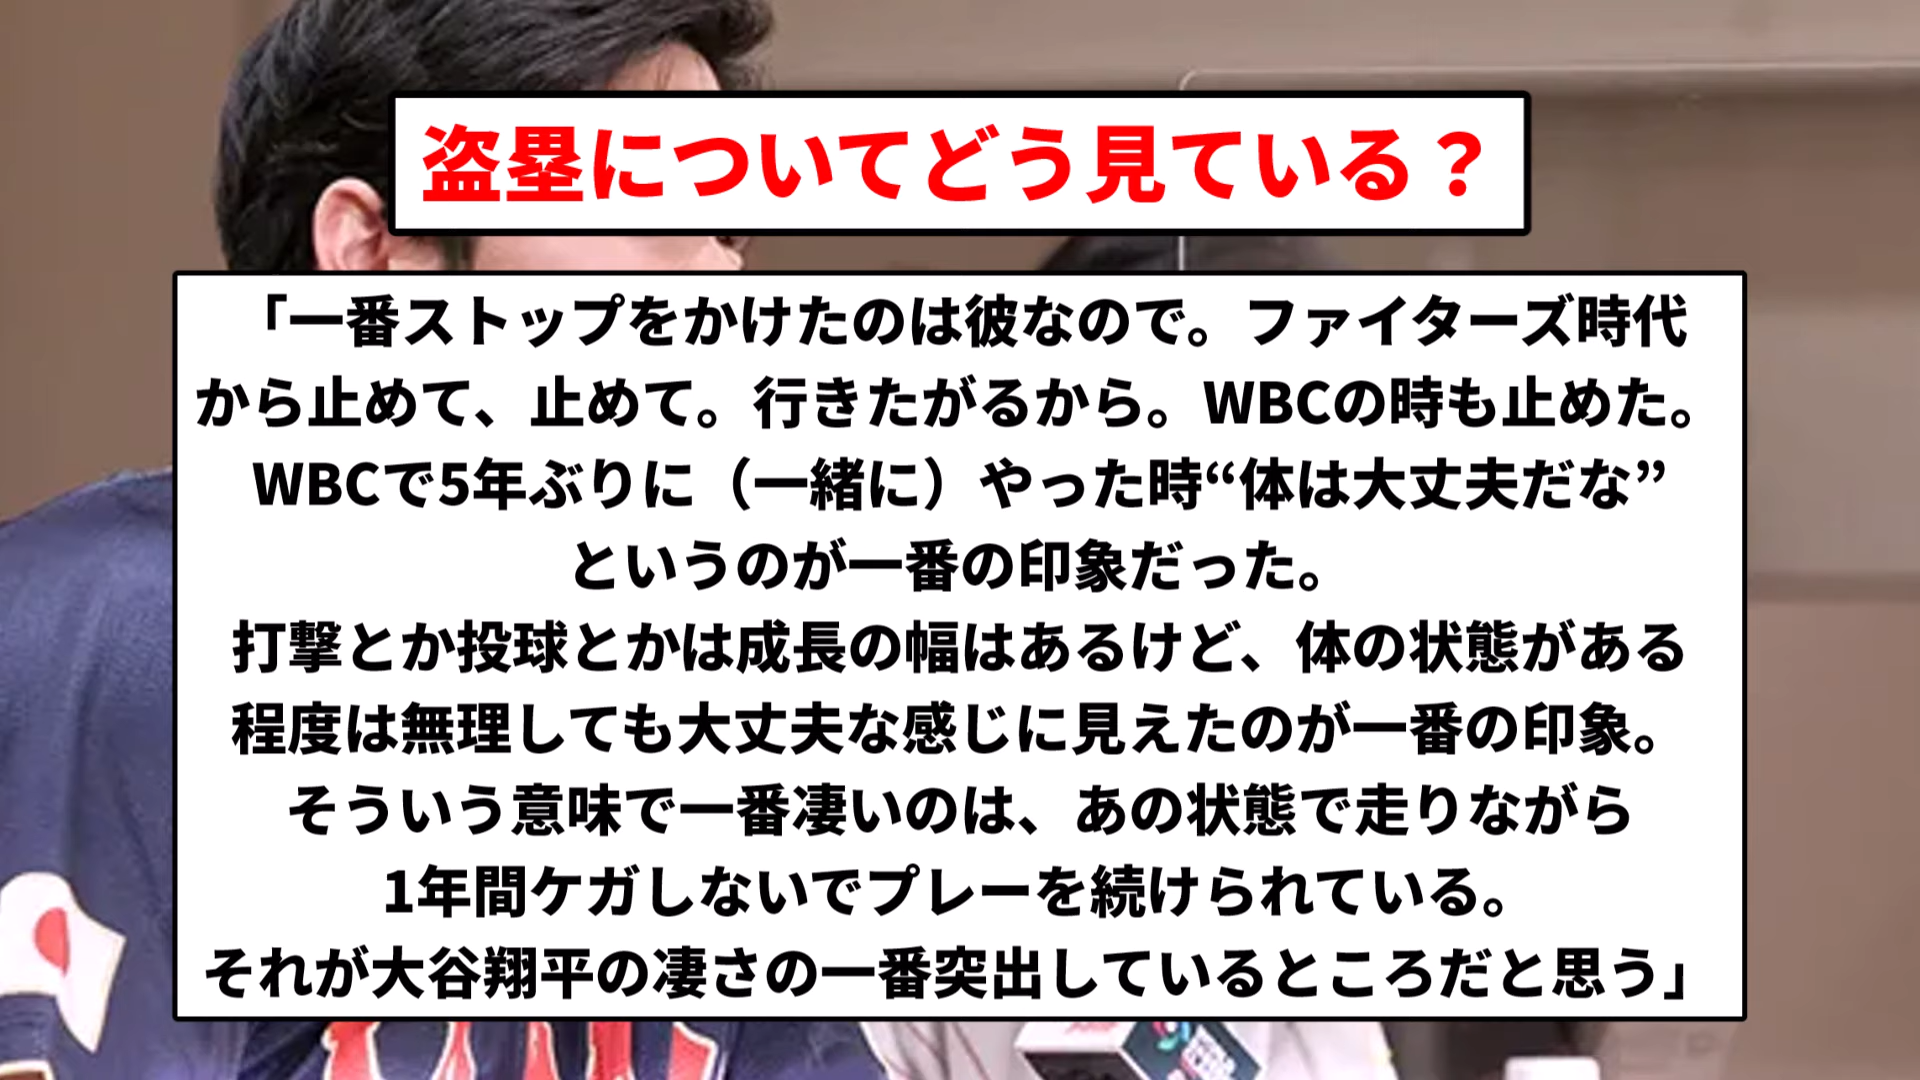 盗塁についてどう見ている？
「一番ストップをかけたのは彼なので。ファイターズ時代
から止めて、止めて。行きたがるから。WBCの時も止めた。
WBCで5年ぶりに（一緒に）やった時“体は大丈夫だな”
というのが一番の印象だった。
打撃とか投球とかは成長の幅はあるけど、体の状態がある
程度は無理しても大丈夫な感じに見えたのが一番の印象。
そういう意味で一番凄いのは、あの状態で走りながら
1年間ケガしないでプレーを続けられている。
それが大谷翔平の凄さの一番突出しているところだと思う」